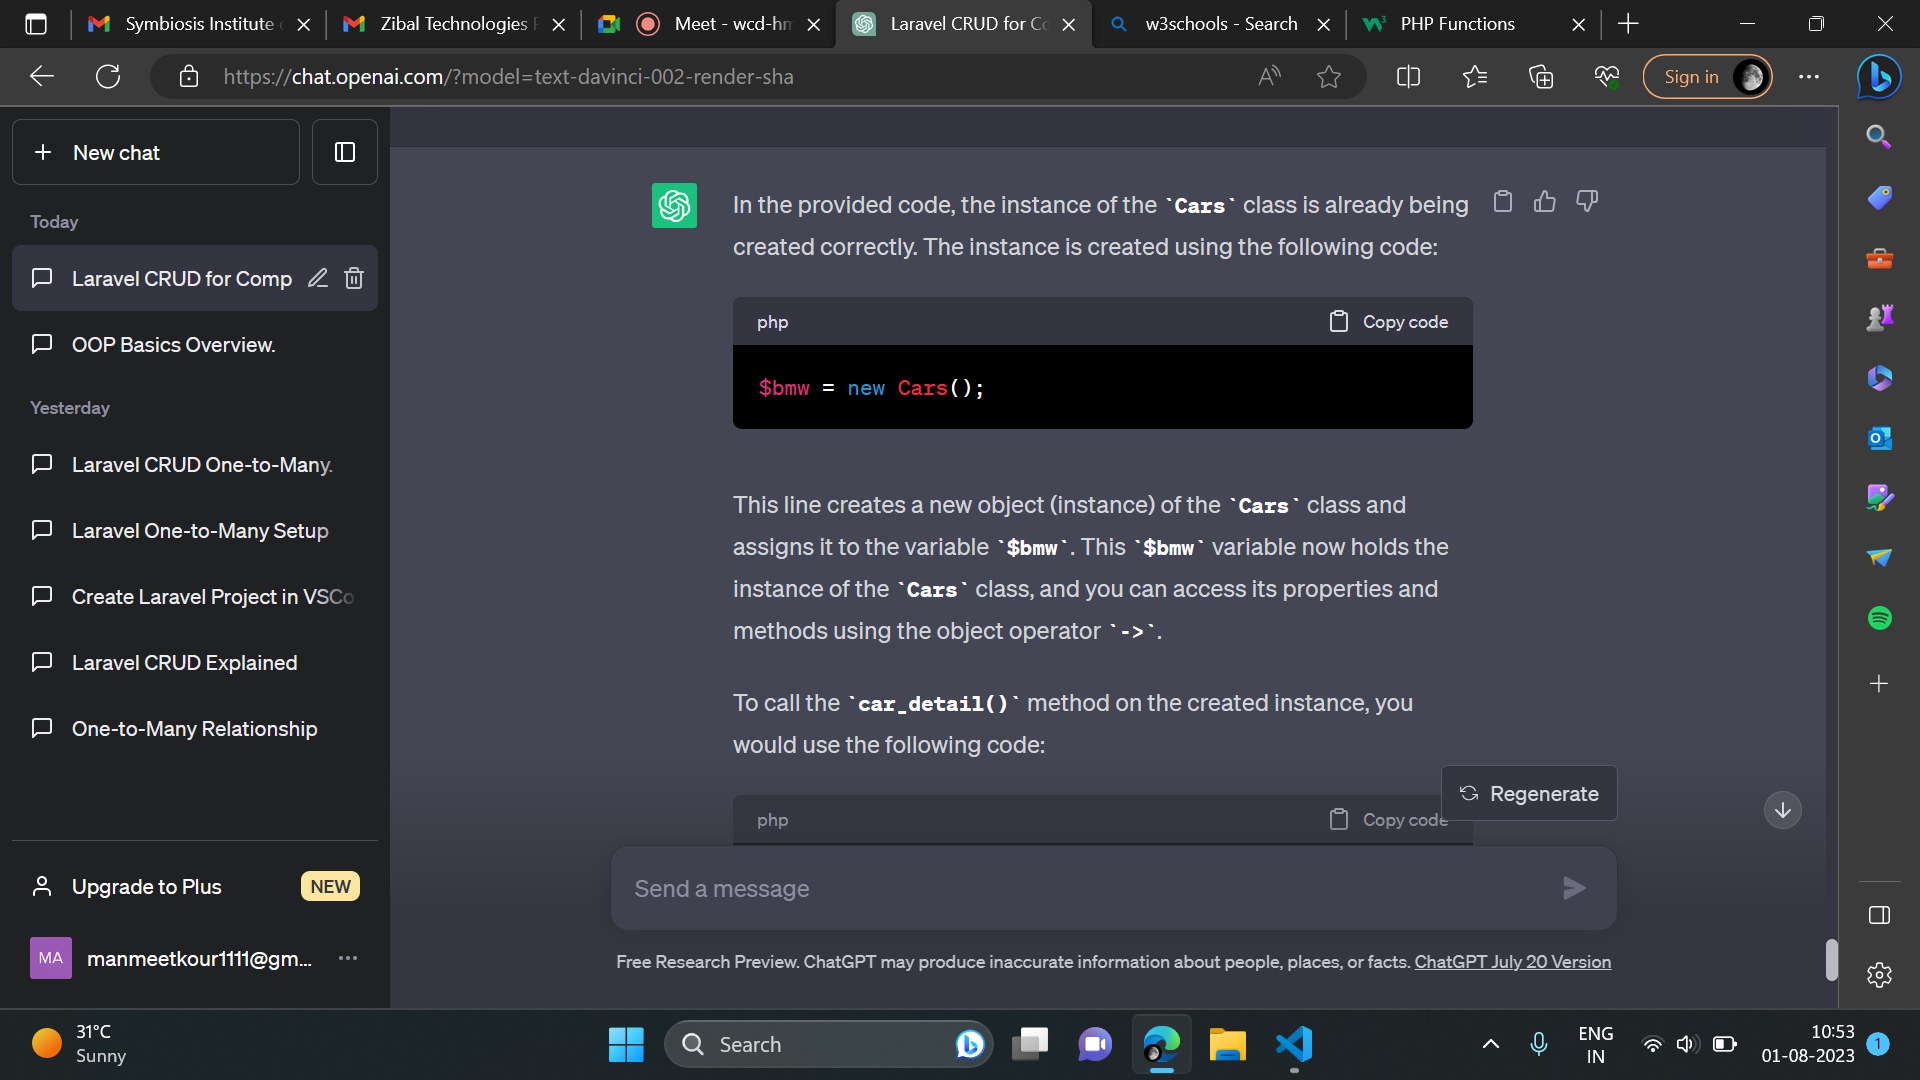 Symbiosis Institute
Zibal Technologies
Meet - wcd-hm
Laravel CRUD for Co
w3schools - Search
PHP Functions
https://chat.openai.com/?model=text-davinci-002-render-sha
Sign in
New chat
Today
Laravel CRUD for Comp
OOP Basics Overview.
Yesterday
Laravel CRUD One-to-Many.
Laravel One-to-Many Setup
Create Laravel Project in VSCo
Laravel CRUD Explained
One-to-Many Relationship
Upgrade to Plus NEW
MA manmeetkour1111@gm...
In the provided code, the instance of the `Cars` class is already being
created correctly. The instance is created using the following code:
php Copy code
$bmw = new Cars();
This line creates a new object (instance) of the `Cars` class and
assigns it to the variable `$bmw`. This `$bmw` variable now holds the
instance of the `Cars` class, and you can access its properties and
methods using the object operator `->`.
To call the `car_detail()` method on the created instance, you
would use the following code:
php Copy code
Regenerate
Send a message
Free Research Preview. ChatGPT may produce inaccurate information about people, places, or facts. ChatGPT July 20 Version
31°C
Sunny
Search
ENG
IN
10:53
01-08-2023
1